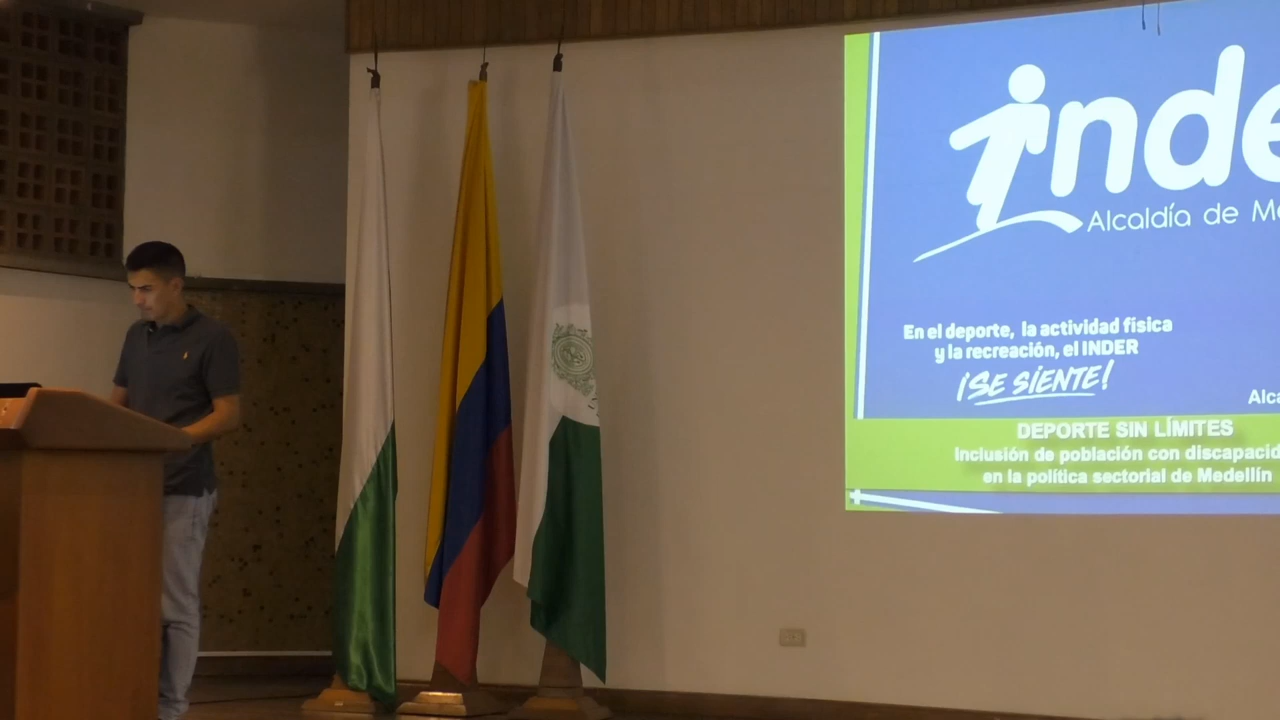 inde
Alcaldía de M
En el deporte, la actividad física
y la recreación, el INDER
¡SE SIENTE!
Alca
DEPORTE SIN LÍMITES
Inclusión de población con discapacid
en la política sectorial de Medellín